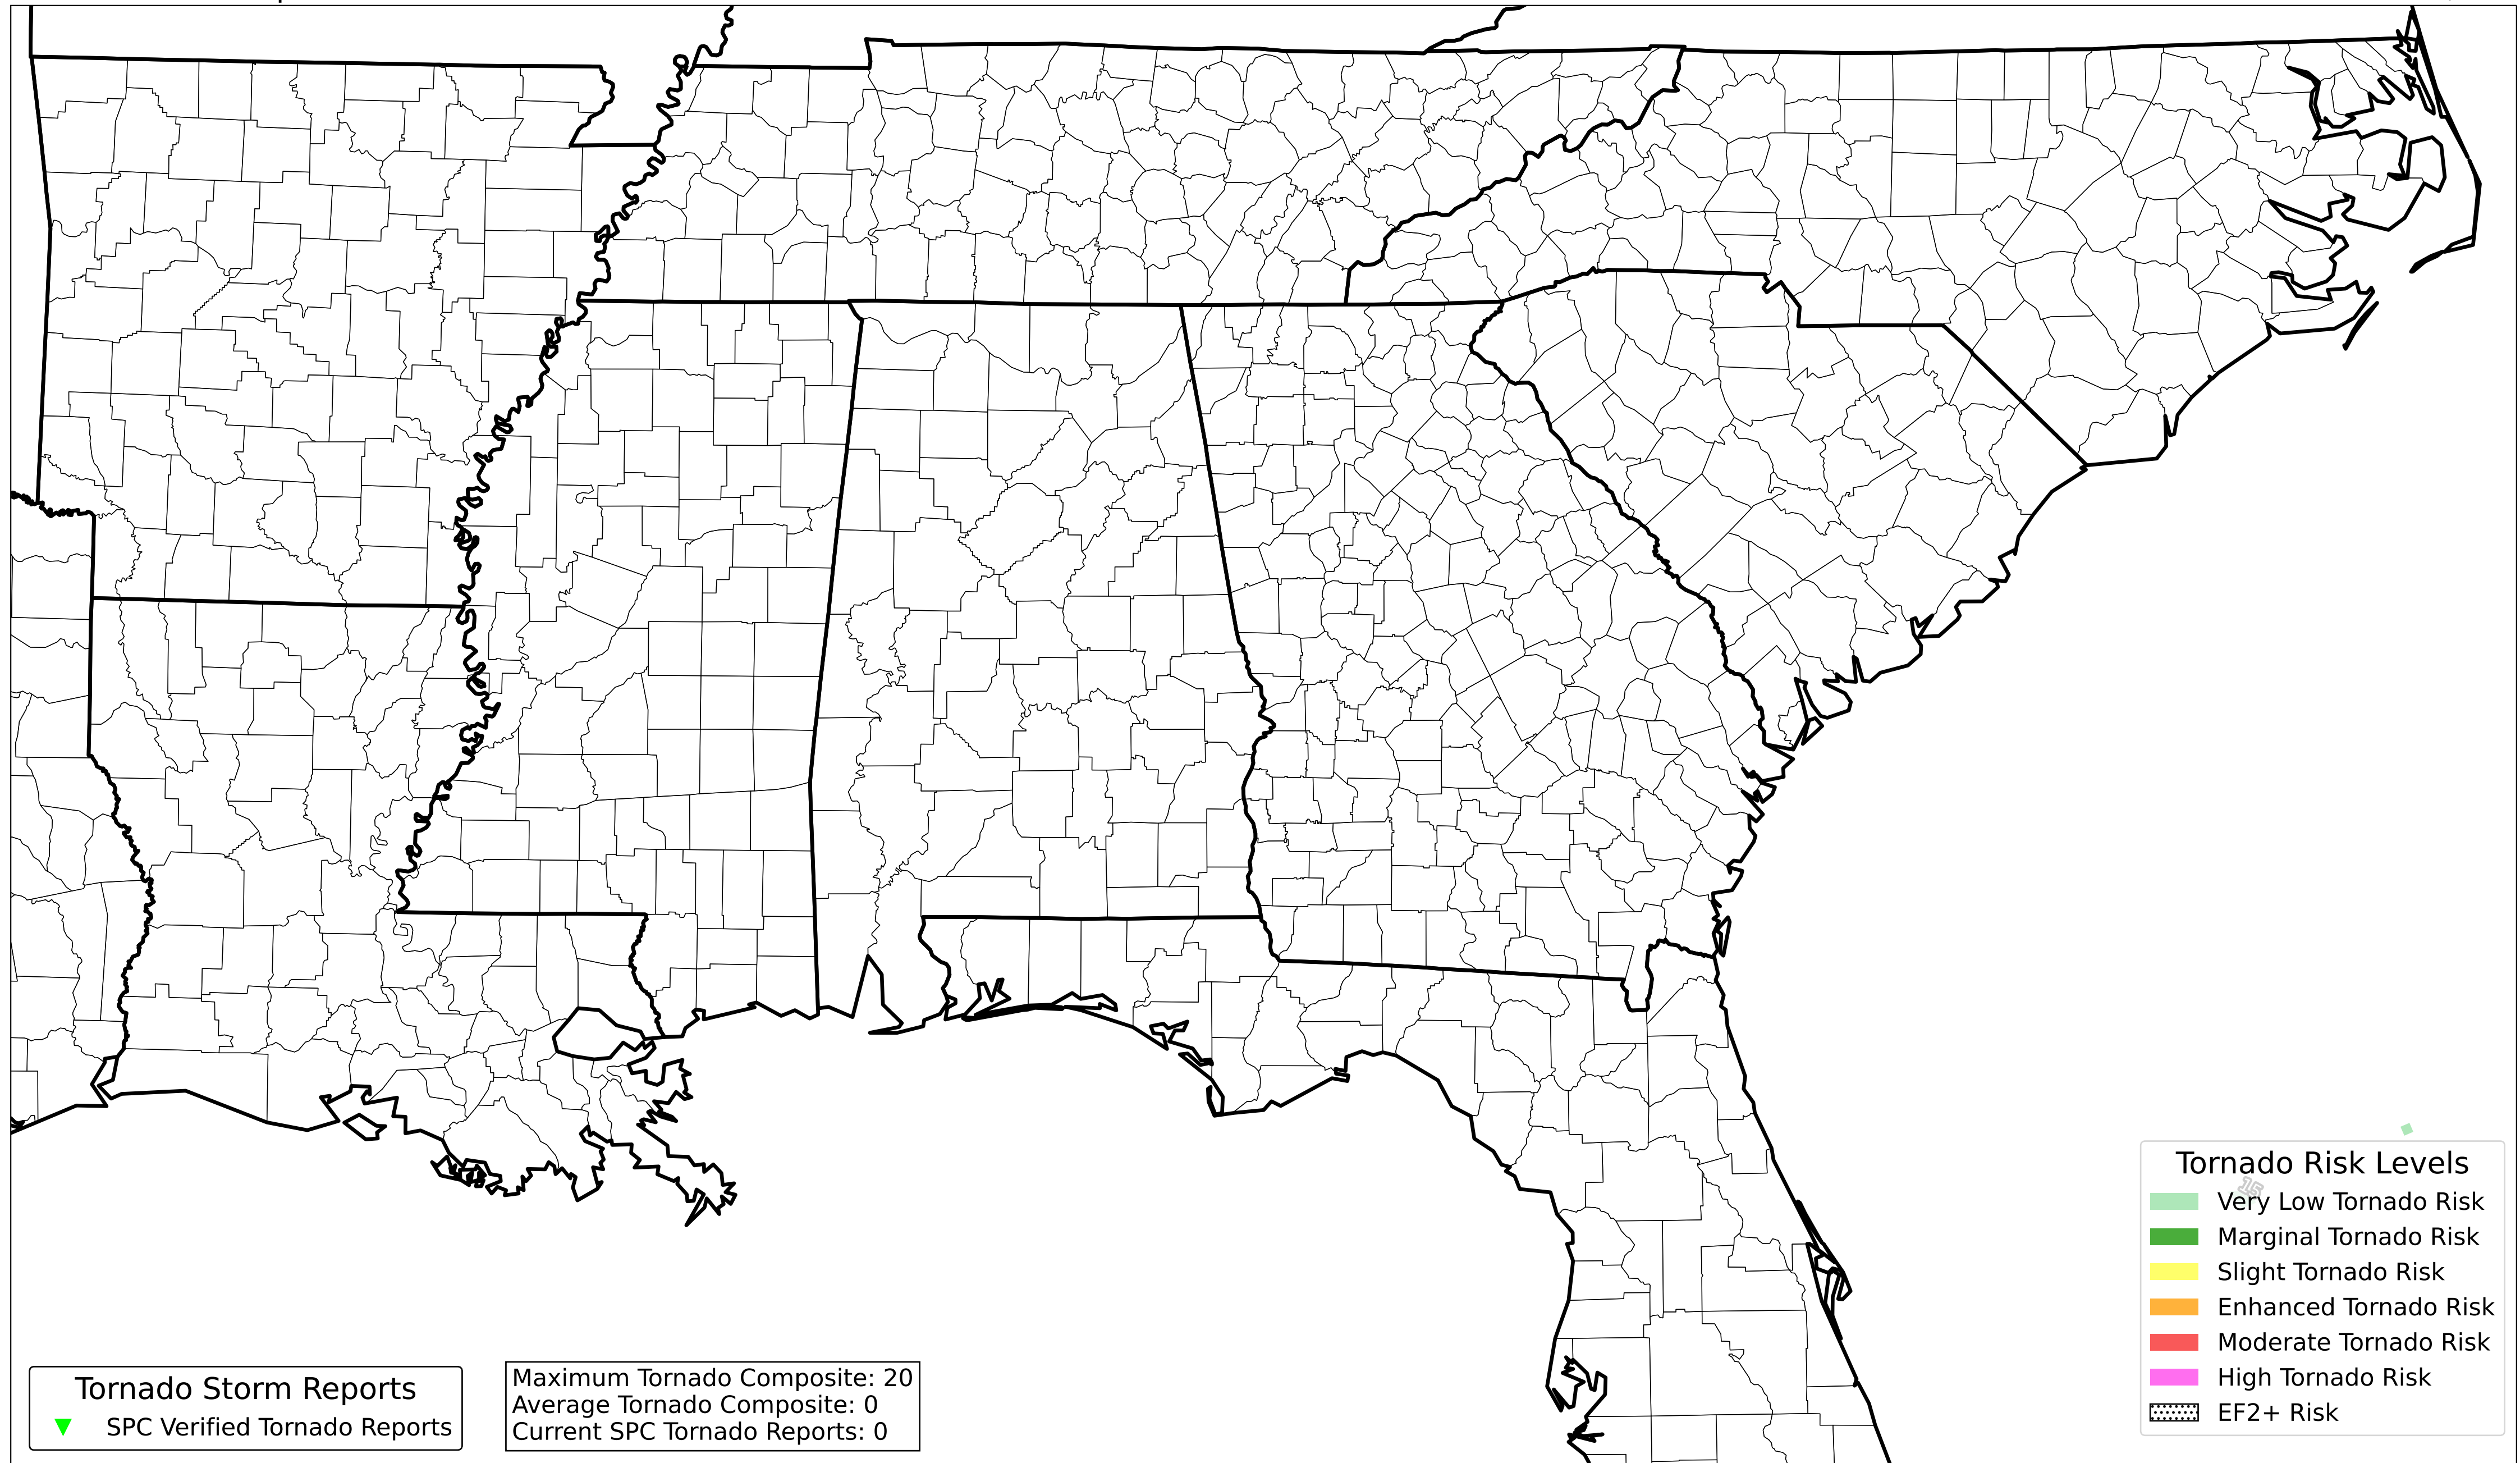 Tornado Risk Levels
15
Very Low Tornado Risk
Marginal Tornado Risk
Slight Tornado Risk
Enhanced Tornado Risk
Moderate Tornado Risk
High Tornado Risk
EF2+ Risk
Tornado Storm Reports
SPC Verified Tornado Reports
Maximum Tornado Composite: 20
Average Tornado Composite: 0
Current SPC Tornado Reports: 0